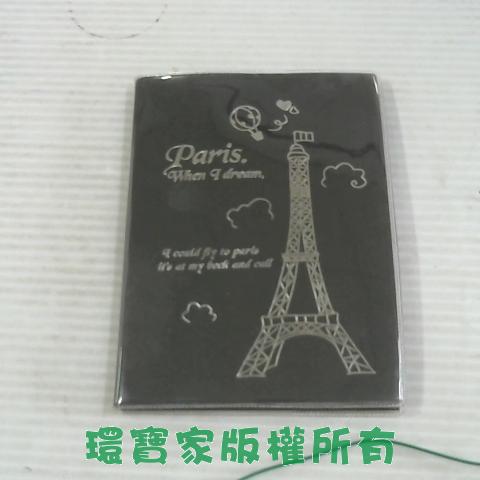 Paris.
When I dream,
I could fly to paris
it's at my beck and call
環寶家版權所有